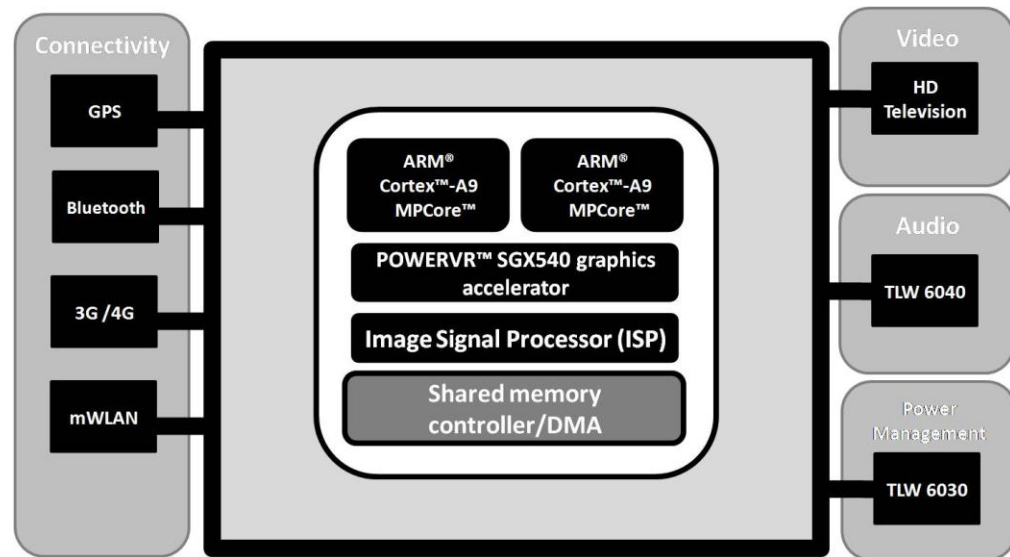 Connectivity
GPS
Bluetooth
3G /4G
mWLAN
ARM®
Cortex™-A9
MPCore™
ARM®
Cortex™-A9
MPCore™
POWERVR™ SGX540 graphics
accelerator
Image Signal Processor (ISP)
Shared memory
controller/DMA
Video
HD
Television
Audio
TLW 6040
Power
Management
TLW 6030